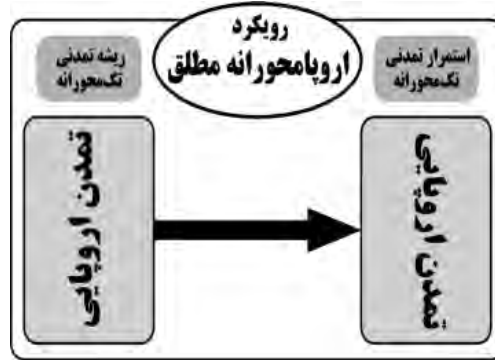 رویکرد
اروپامحورانه مطلق
استمرار تمدنی
تک‌محورانه
ریشه تمدنی
تک‌محورانه
تمدن اروپایی
تمدن اروپایی